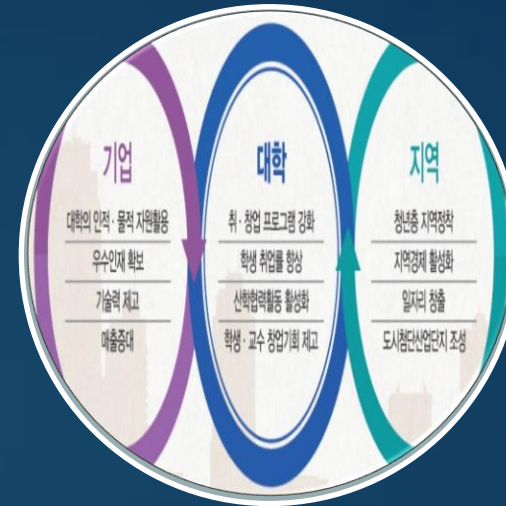 기업
대학의 인적·물적 자원활용
우수인재 확보
기술력 제고
매출증대
대학
취·창업 프로그램 강화
학생 취업률 향상
산학협력활동 활성화
학생·교수 창업기회 제고
지역
청년층 지역정착
지역경제 활성화
일자리 창출
도시첨단산업단지 조성